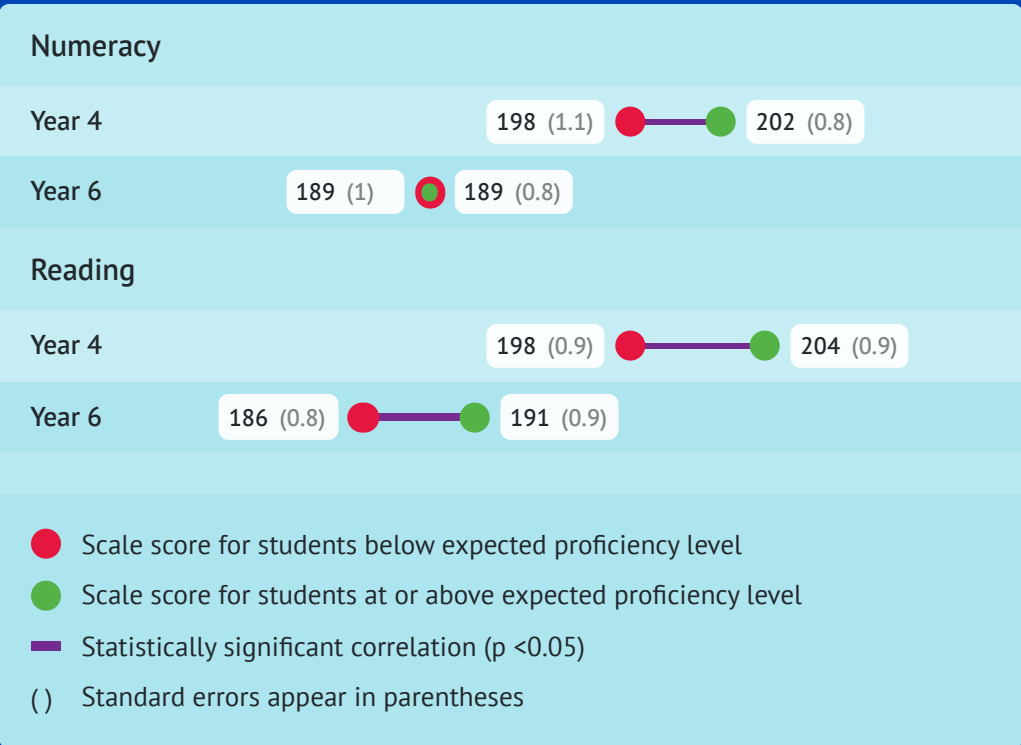 Numeracy
Year 4 198 (1.1) 202 (0.8)
Year 6 189 (1) 189 (0.8)
Reading
Year 4 198 (0.9) 204 (0.9)
Year 6 186 (0.8) 191 (0.9)
Scale score for students below expected proficiency level
Scale score for students at or above expected proficiency level
Statistically significant correlation (p <0.05)
( ) Standard errors appear in parentheses